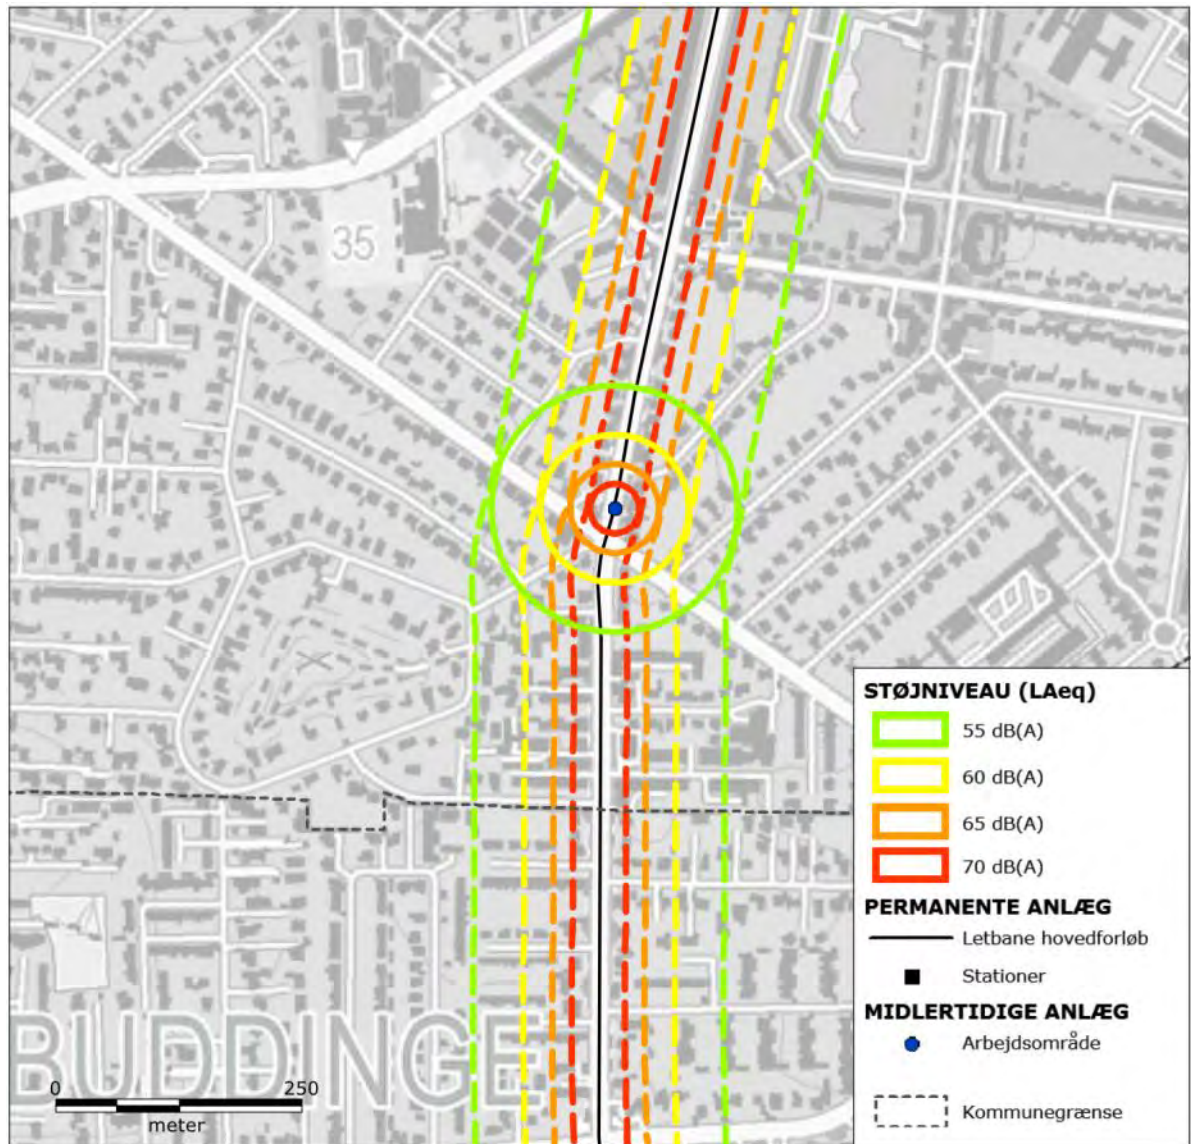 35
BUDDINGE
0 250
meter
STØJNIVEAU (LAeq)
55 dB(A)
60 dB(A)
65 dB(A)
70 dB(A)
PERMANENTE ANLÆG
Letbane hovedforløb
Stationer
MIDLERTIDIGE ANLÆG
Arbejdsområde
Kommunegrænse